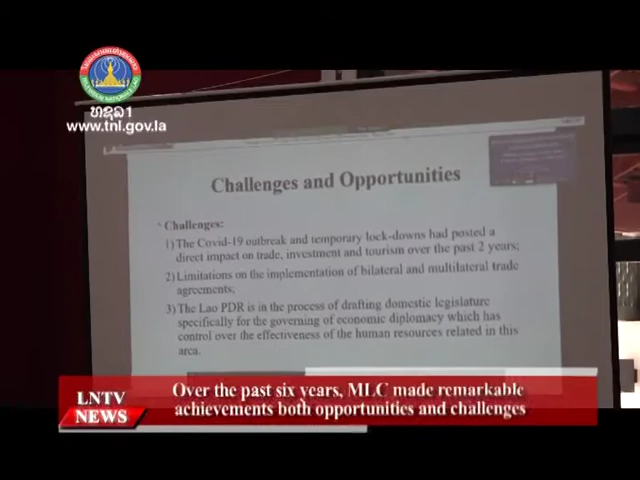 ທຊລ1
www.tnl.gov.la
Challenges and Opportunities
Challenges:
1) The Covid-19 outbreak and temporary lock-downs had posted a
direct impact on trade, investment and tourism over the past 2 years;
2) Limitations on the implementation of bilateral and multilateral trade
agreements;
3) The Lao PDR is in the process of drafting domestic legislature
specifically for the governing of economic diplomacy which has
control over the effectiveness of the human resources related in this
area.
LNTV
NEWS
Over the past six years, MLC made remarkable
achievements both opportunities and challenges